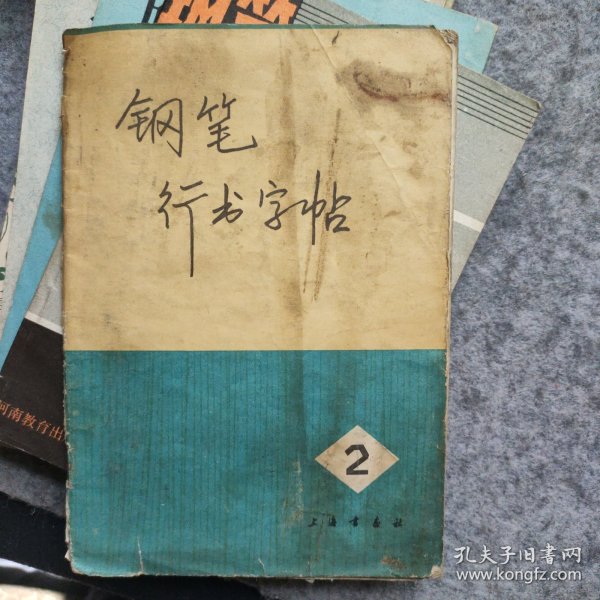 钢笔
行书字帖
2
上海书画社
河南教育出
孔夫子旧书网
www.kongfz.com